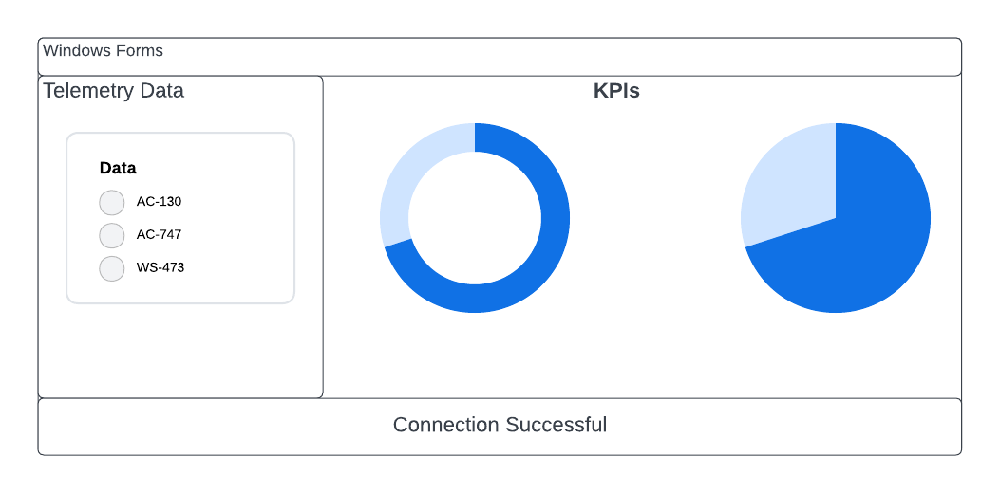 Windows Forms
Telemetry Data
KPIs
Data
AC-130
AC-747
WS-473
Connection Successful